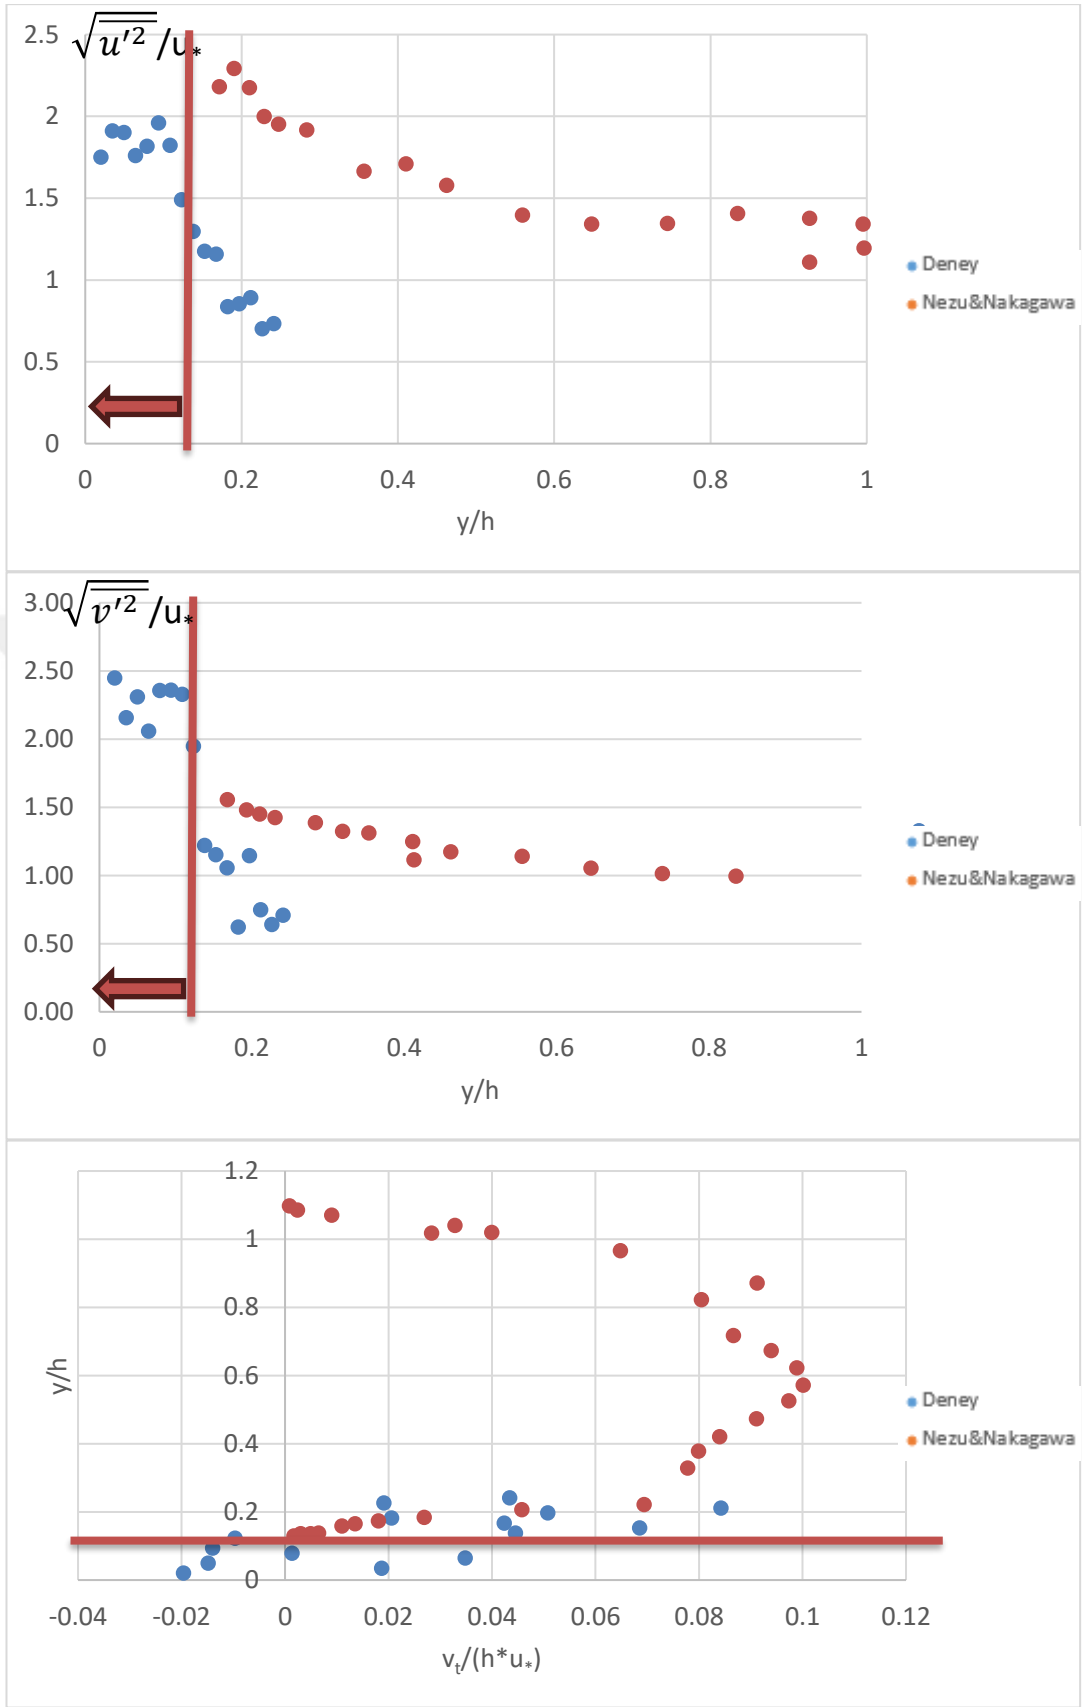 √u′²/u*
2.5
2
1.5
1
0.5
0
0 0.2 0.4 0.6 0.8 1
y/h
Deney
Nezu&Nakagawa
√v′²/u*
3.00
2.50
2.00
1.50
1.00
0.50
0.00
0 0.2 0.4 0.6 0.8 1
y/h
Deney
Nezu&Nakagawa
1.2
1
0.8
0.6
0.4
0.2
0
y/h
-0.04 -0.02 0 0.02 0.04 0.06 0.08 0.1 0.12
vt/(h*u*)
Deney
Nezu&Nakagawa